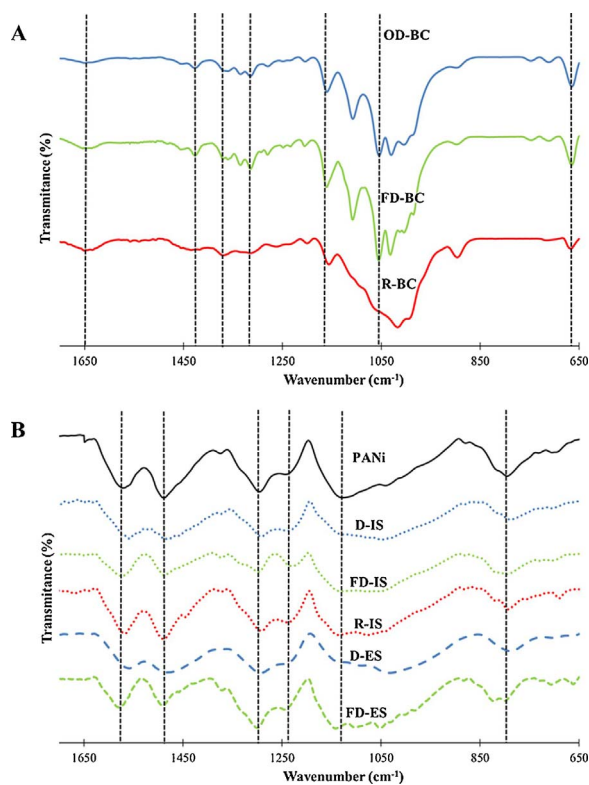 A
OD-BC
FD-BC
R-BC
Transmitance (%)
1650 1450 1250 1050 850 650
Wavenumber (cm-1)
B
PANi
D-IS
FD-IS
R-IS
D-ES
FD-ES
Transmitance (%)
1650 1450 1250 1050 850 650
Wavenumber (cm-1)